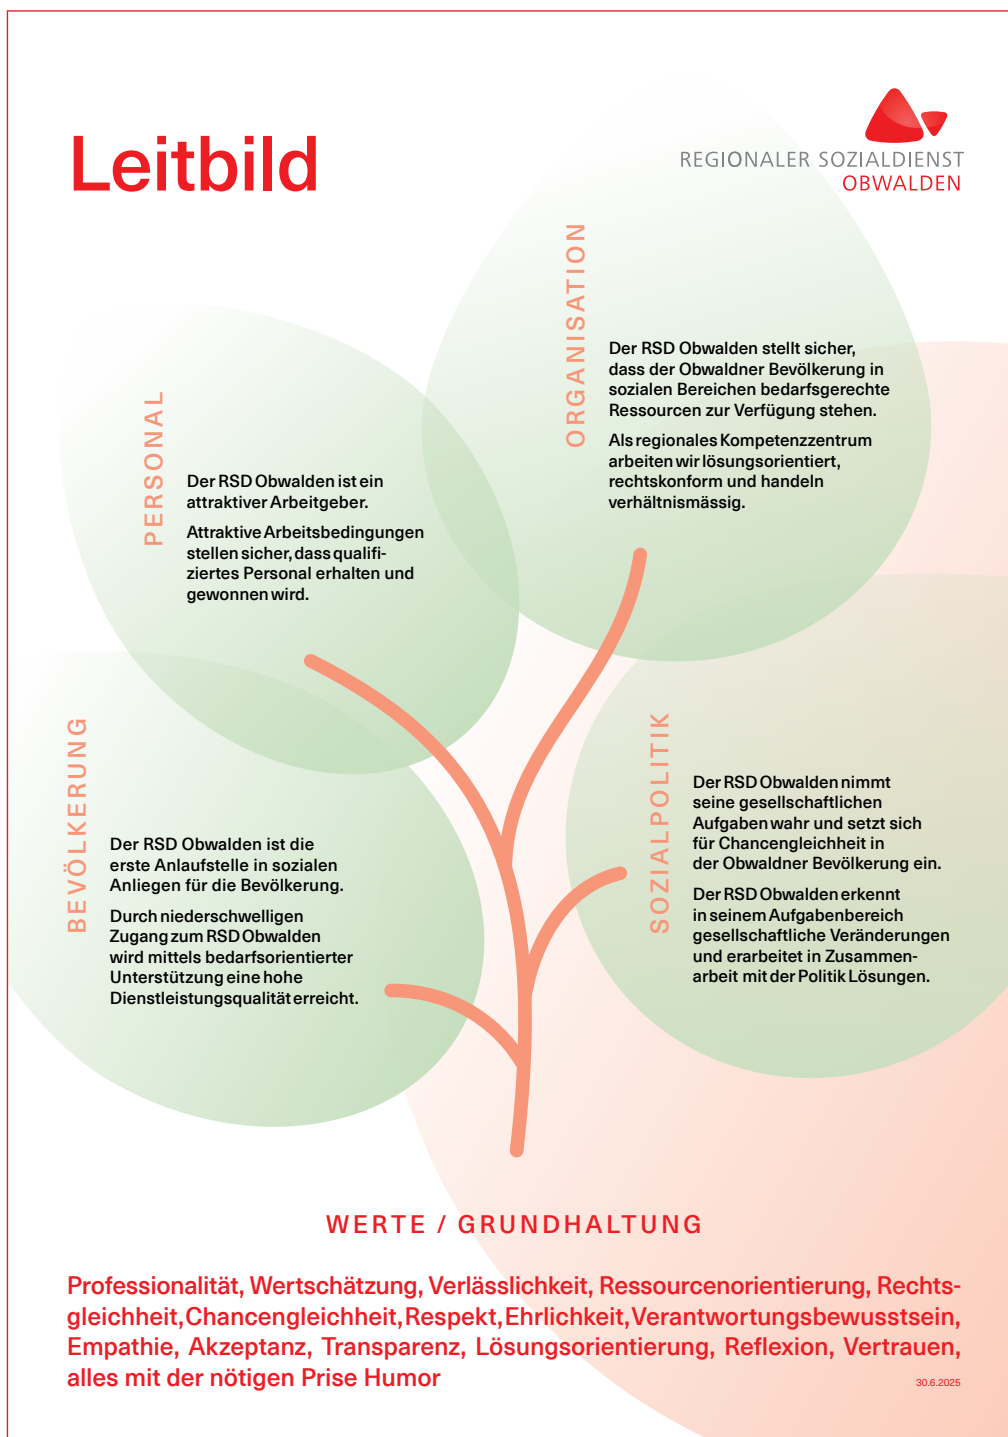 Leitbild
REGIONALER SOZIALDIENST
OBWALDEN
ORGANISATION
Der RSD Obwalden stellt sicher,
dass der Obwaldner Bevölkerung in
sozialen Bereichen bedarfsgerechte
Ressourcen zur Verfügung stehen.
Als regionales Kompetenzzentrum
arbeiten wir lösungsorientiert,
rechtskonform und handeln
verhältnismässig.
PERSONAL
Der RSD Obwalden ist ein
attraktiver Arbeitgeber.
Attraktive Arbeitsbedingungen
stellen sicher, dass qualifi-
ziertes Personal erhalten und
gewonnen wird.
BEVÖLKERUNG
Der RSD Obwalden ist die
erste Anlaufstelle in sozialen
Anliegen für die Bevölkerung.
Durch niederschwelligen
Zugang zum RSD Obwalden
wird mittels bedarfsorientierter
Unterstützung eine hohe
Dienstleistungsqualität erreicht.
SOZIALPOLITIK
Der RSD Obwalden nimmt
seine gesellschaftlichen
Aufgaben wahr und setzt sich
für Chancengleichheit in
der Obwaldner Bevölkerung ein.
Der RSD Obwalden erkennt
in seinem Aufgabenbereich
gesellschaftliche Veränderungen
und erarbeitet in Zusammen-
arbeit mit der Politik Lösungen.
WERTE / GRUNDHALTUNG
Professionalität, Wertschätzung, Verlässlichkeit, Ressourcenorientierung, Rechts-
gleichheit, Chancengleichheit, Respekt, Ehrlichkeit, Verantwortungsbewusstsein,
Empathie, Akzeptanz, Transparenz, Lösungsorientierung, Reflexion, Vertrauen,
alles mit der nötigen Prise Humor
30.6.2025